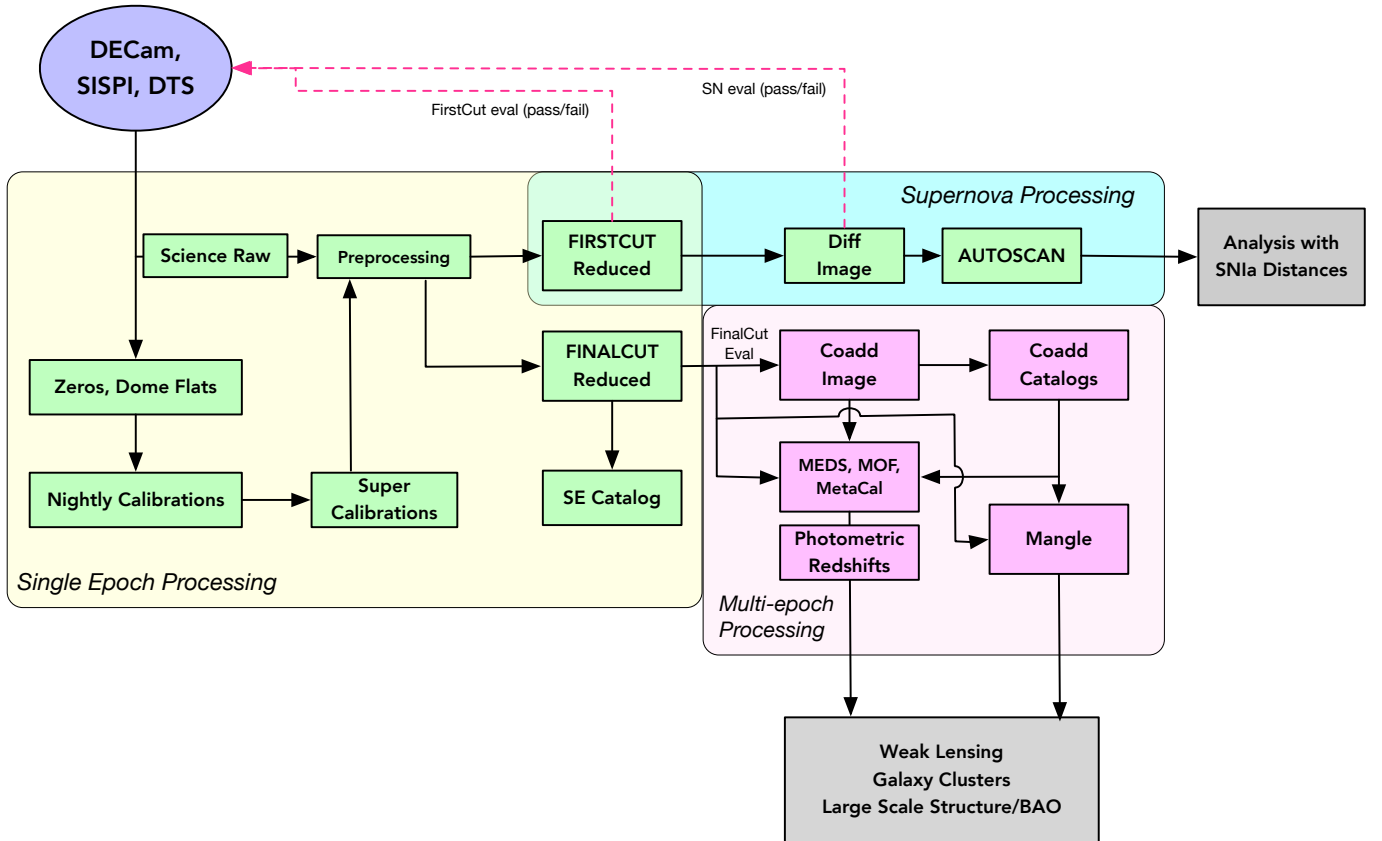 DECam,
SISPI, DTS
SN eval (pass/fail)
FirstCut eval (pass/fail)
Supernova Processing
Science Raw
Preprocessing
FIRSTCUT
Reduced
Diff
Image
AUTOSCAN
Analysis with
SNIa Distances
Zeros, Dome Flats
FINALCUT
Reduced
FinalCut
Eval
Coadd
Image
Coadd
Catalogs
Nightly Calibrations
Super
Calibrations
SE Catalog
MEDS, MOF,
MetaCal
Photometric
Redshifts
Mangle
Single Epoch Processing
Multi-epoch
Processing
Weak Lensing
Galaxy Clusters
Large Scale Structure/BAO